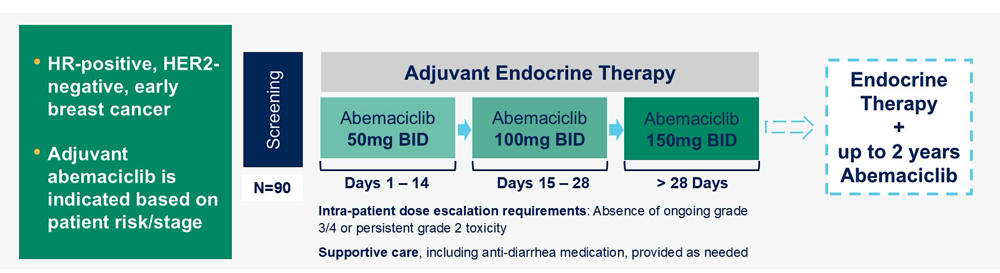 • HR-positive, HER2-
negative, early
breast cancer
• Adjuvant
abemaciclib is
indicated based on
patient risk/stage
Screening
N=90
Adjuvant Endocrine Therapy
Abemaciclib
50mg BID
Abemaciclib
100mg BID
Abemaciclib
150mg BID
Days 1 – 14
Days 15 – 28
> 28 Days
Intra-patient dose escalation requirements: Absence of ongoing grade
3/4 or persistent grade 2 toxicity
Supportive care, including anti-diarrhea medication, provided as needed
Endocrine
Therapy
+
up to 2 years
Abemaciclib